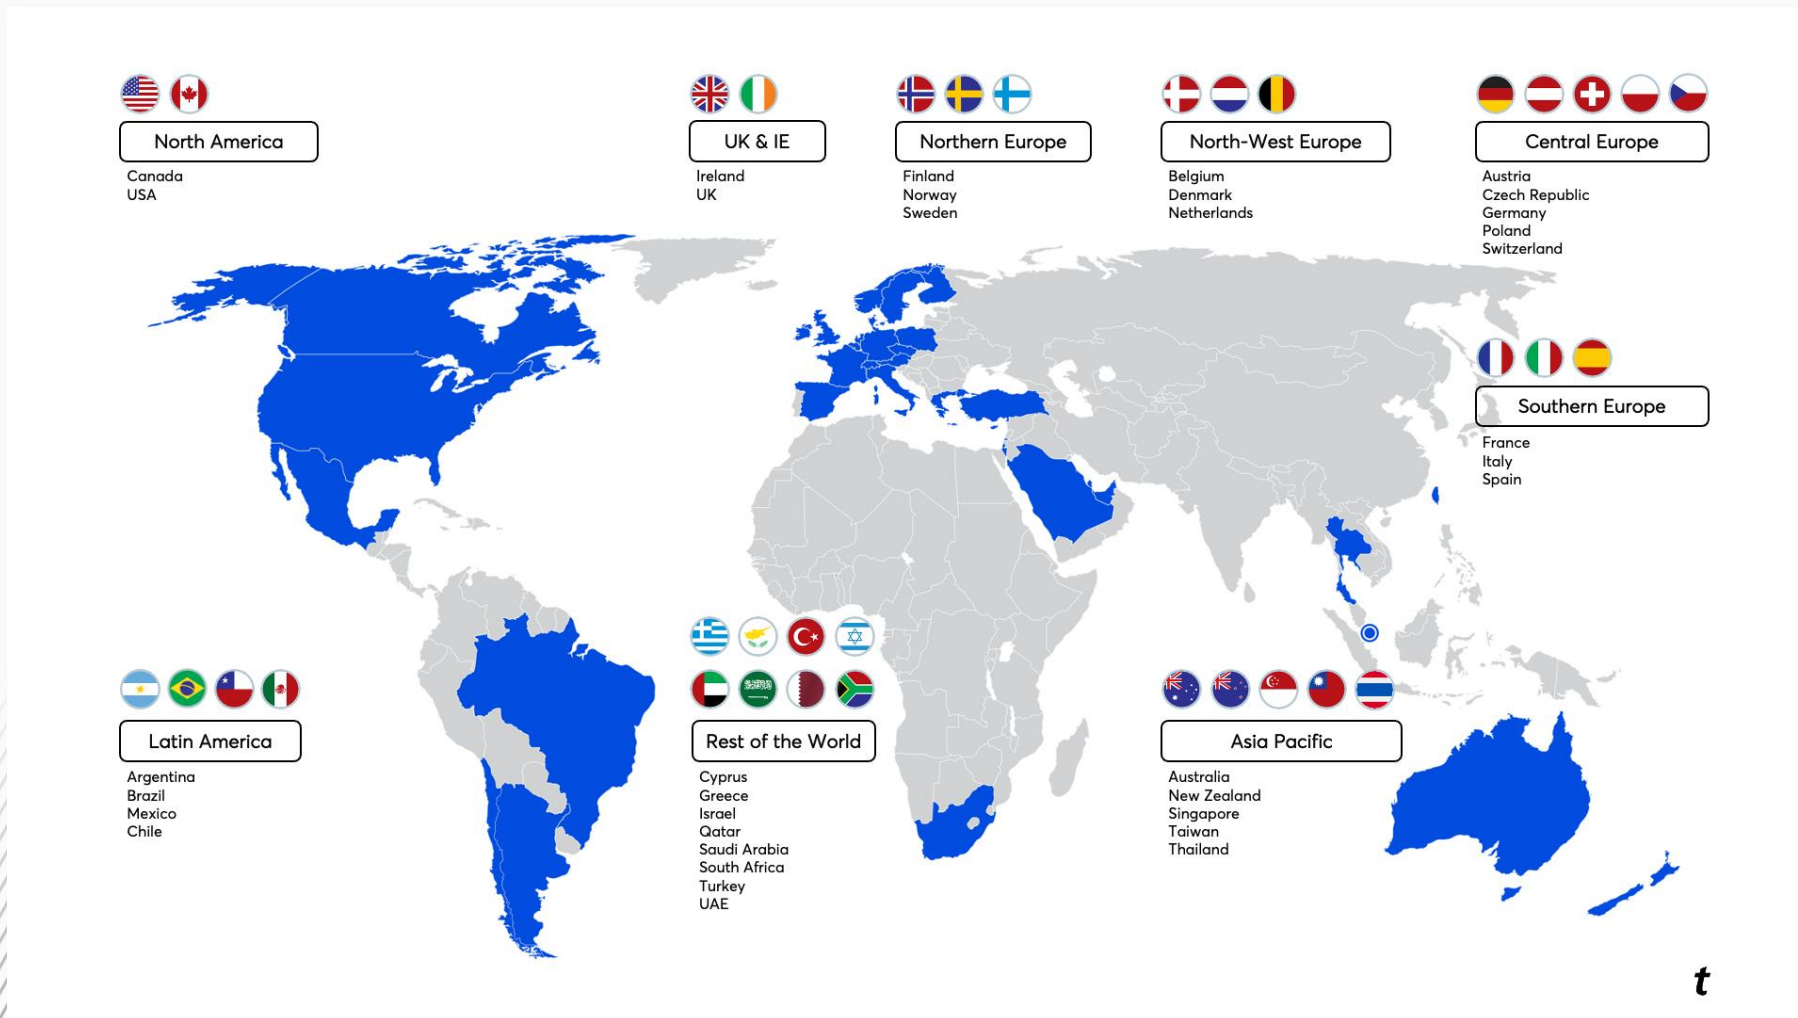 North America
Canada
USA
UK & IE
Ireland
UK
Northern Europe
Finland
Norway
Sweden
North-West Europe
Belgium
Denmark
Netherlands
Central Europe
Austria
Czech Republic
Germany
Poland
Switzerland
Southern Europe
France
Italy
Spain
Latin America
Argentina
Brazil
Mexico
Chile
Rest of the World
Cyprus
Greece
Israel
Qatar
Saudi Arabia
South Africa
Turkey
UAE
Asia Pacific
Australia
New Zealand
Singapore
Taiwan
Thailand
t